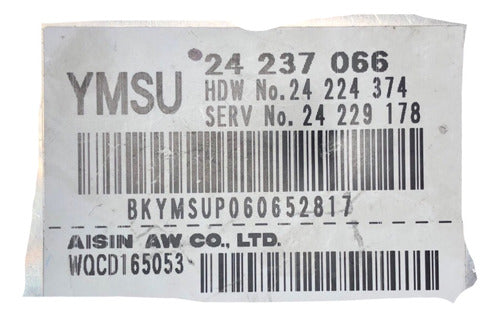 YMSU 24 237 066
HDW No. 24 224 374
SERV No. 24 229 178
BKYMSUP060652817
AISIN AW CO., LTD.
WQCD165053